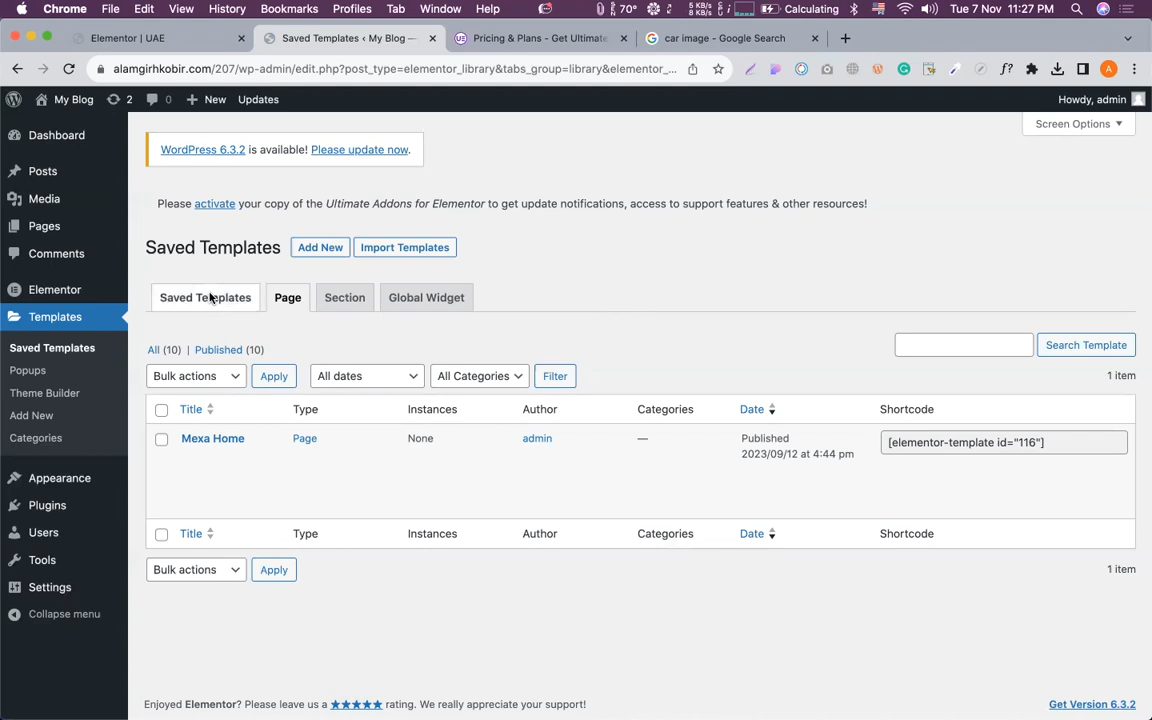 Chrome File Edit View History Bookmarks Profiles Tab Window Help 70° 5 KB/s 8 KB/s Calculating Tue 7 Nov 11:27 PM
Elementor | UAE
Saved Templates ‹ My Blog —
Pricing & Plans - Get Ultimate
car image - Google Search
alamgirhkobir.com/207/wp-admin/edit.php?post_type=elementor_library&tabs_group=library&elementor_...
My Blog 2 0 New Updates
Howdy, admin
Dashboard
Posts
Media
Pages
Comments
Elementor
Templates
Saved Templates
Popups
Theme Builder
Add New
Categories
Appearance
Plugins
Users
Tools
Settings
Collapse menu
Screen Options
WordPress 6.3.2 is available! Please update now.
Please activate your copy of the Ultimate Addons for Elementor to get update notifications, access to support features & other resources!
Saved Templates Add New Import Templates
Saved Templates Page Section Global Widget
All (10) | Published (10)
Search Template
Bulk actions Apply All dates All Categories Filter
1 item
Title Type Instances Author Categories Date Shortcode
Mexa Home Page None admin — Published
2023/09/12 at 4:44 pm
[elementor-template id="116"]
Title Type Instances Author Categories Date Shortcode
Bulk actions Apply
1 item
Enjoyed Elementor? Please leave us a ★★★★★ rating. We really appreciate your support!
Get Version 6.3.2